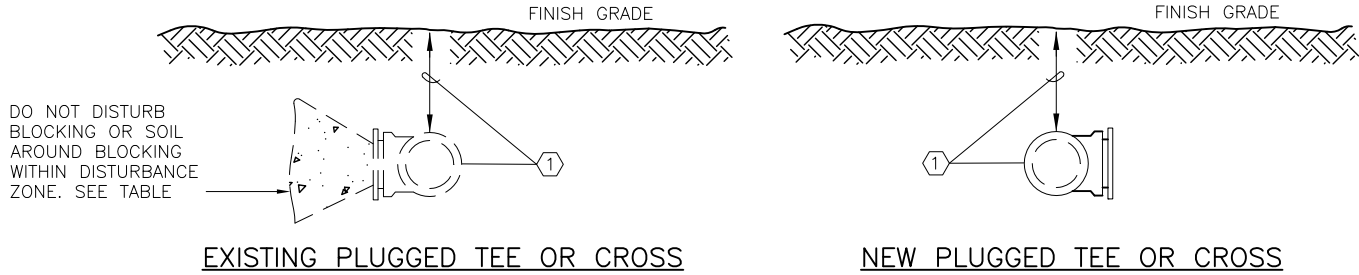 FINISH GRADE
FINISH GRADE
DO NOT DISTURB
BLOCKING OR SOIL
AROUND BLOCKING
WITHIN DISTURBANCE
ZONE. SEE TABLE
1
1
EXISTING PLUGGED TEE OR CROSS
NEW PLUGGED TEE OR CROSS